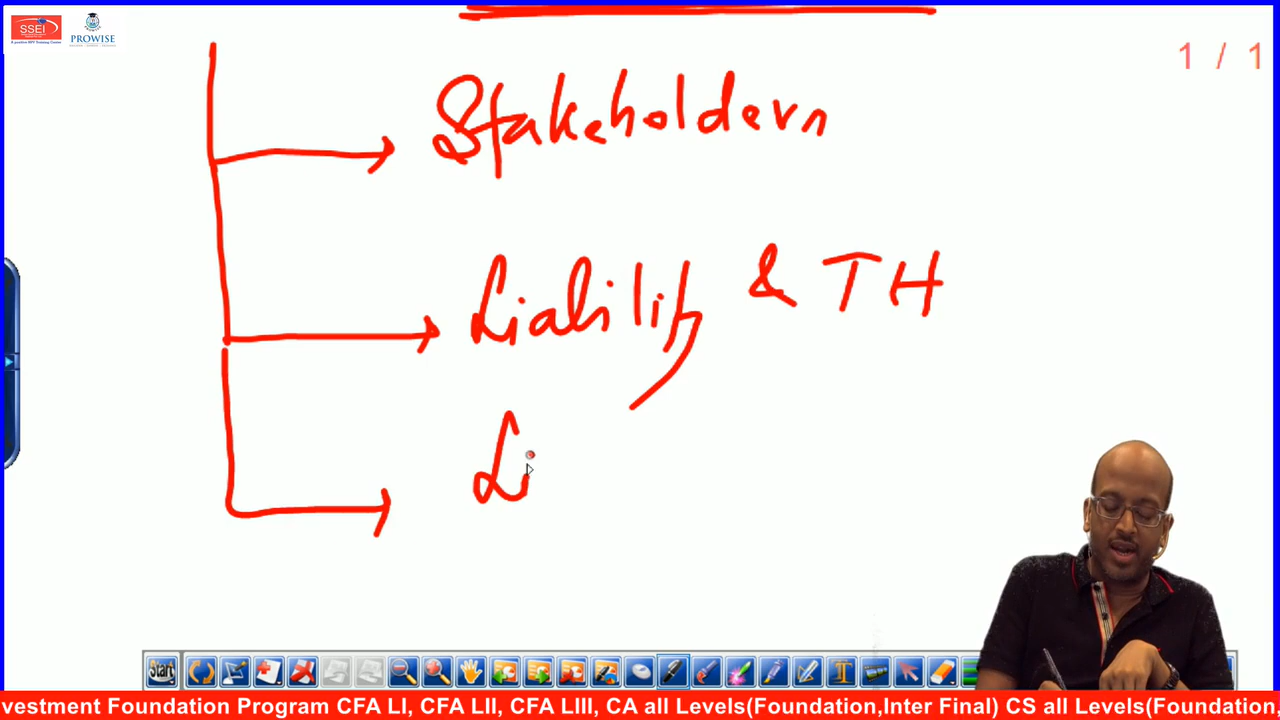 SSEI
PROWISE
1 / 1
Stakeholders
Liability & TH
Li
Start
vestment Foundation Program CFA LI, CFA LII, CFA LIII, CA all Levels(Foundation,Inter Final) CS all Levels(Foundation,